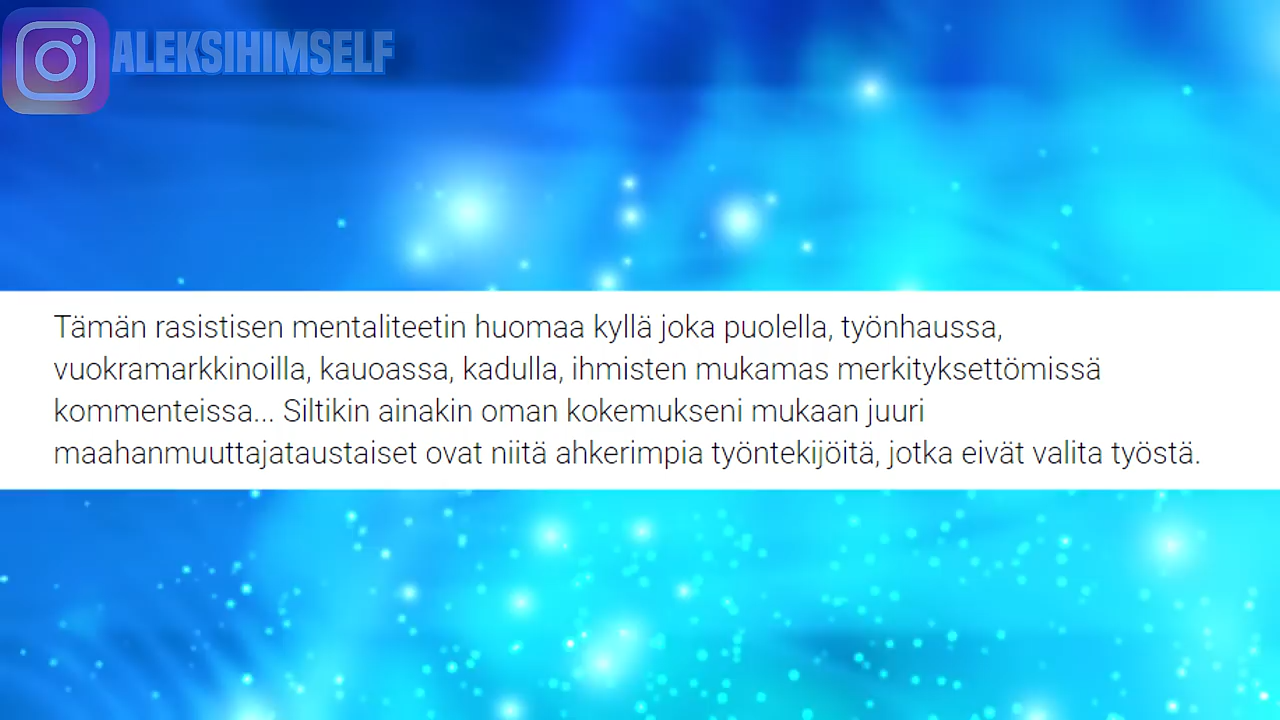 ALEKSIHIMSELF
Tämän rasistisen mentaliteetin huomaa kyllä joka puolella, työnhaussa,
vuokramarkkinoilla, kauoassa, kadulla, ihmisten mukamas merkityksettömissä
kommenteissa... Siltikin ainakin oman kokemukseni mukaan juuri
maahanmuuttajataustaiset ovat niitä ahkerimpia työntekijöitä, jotka eivät valita työstä.